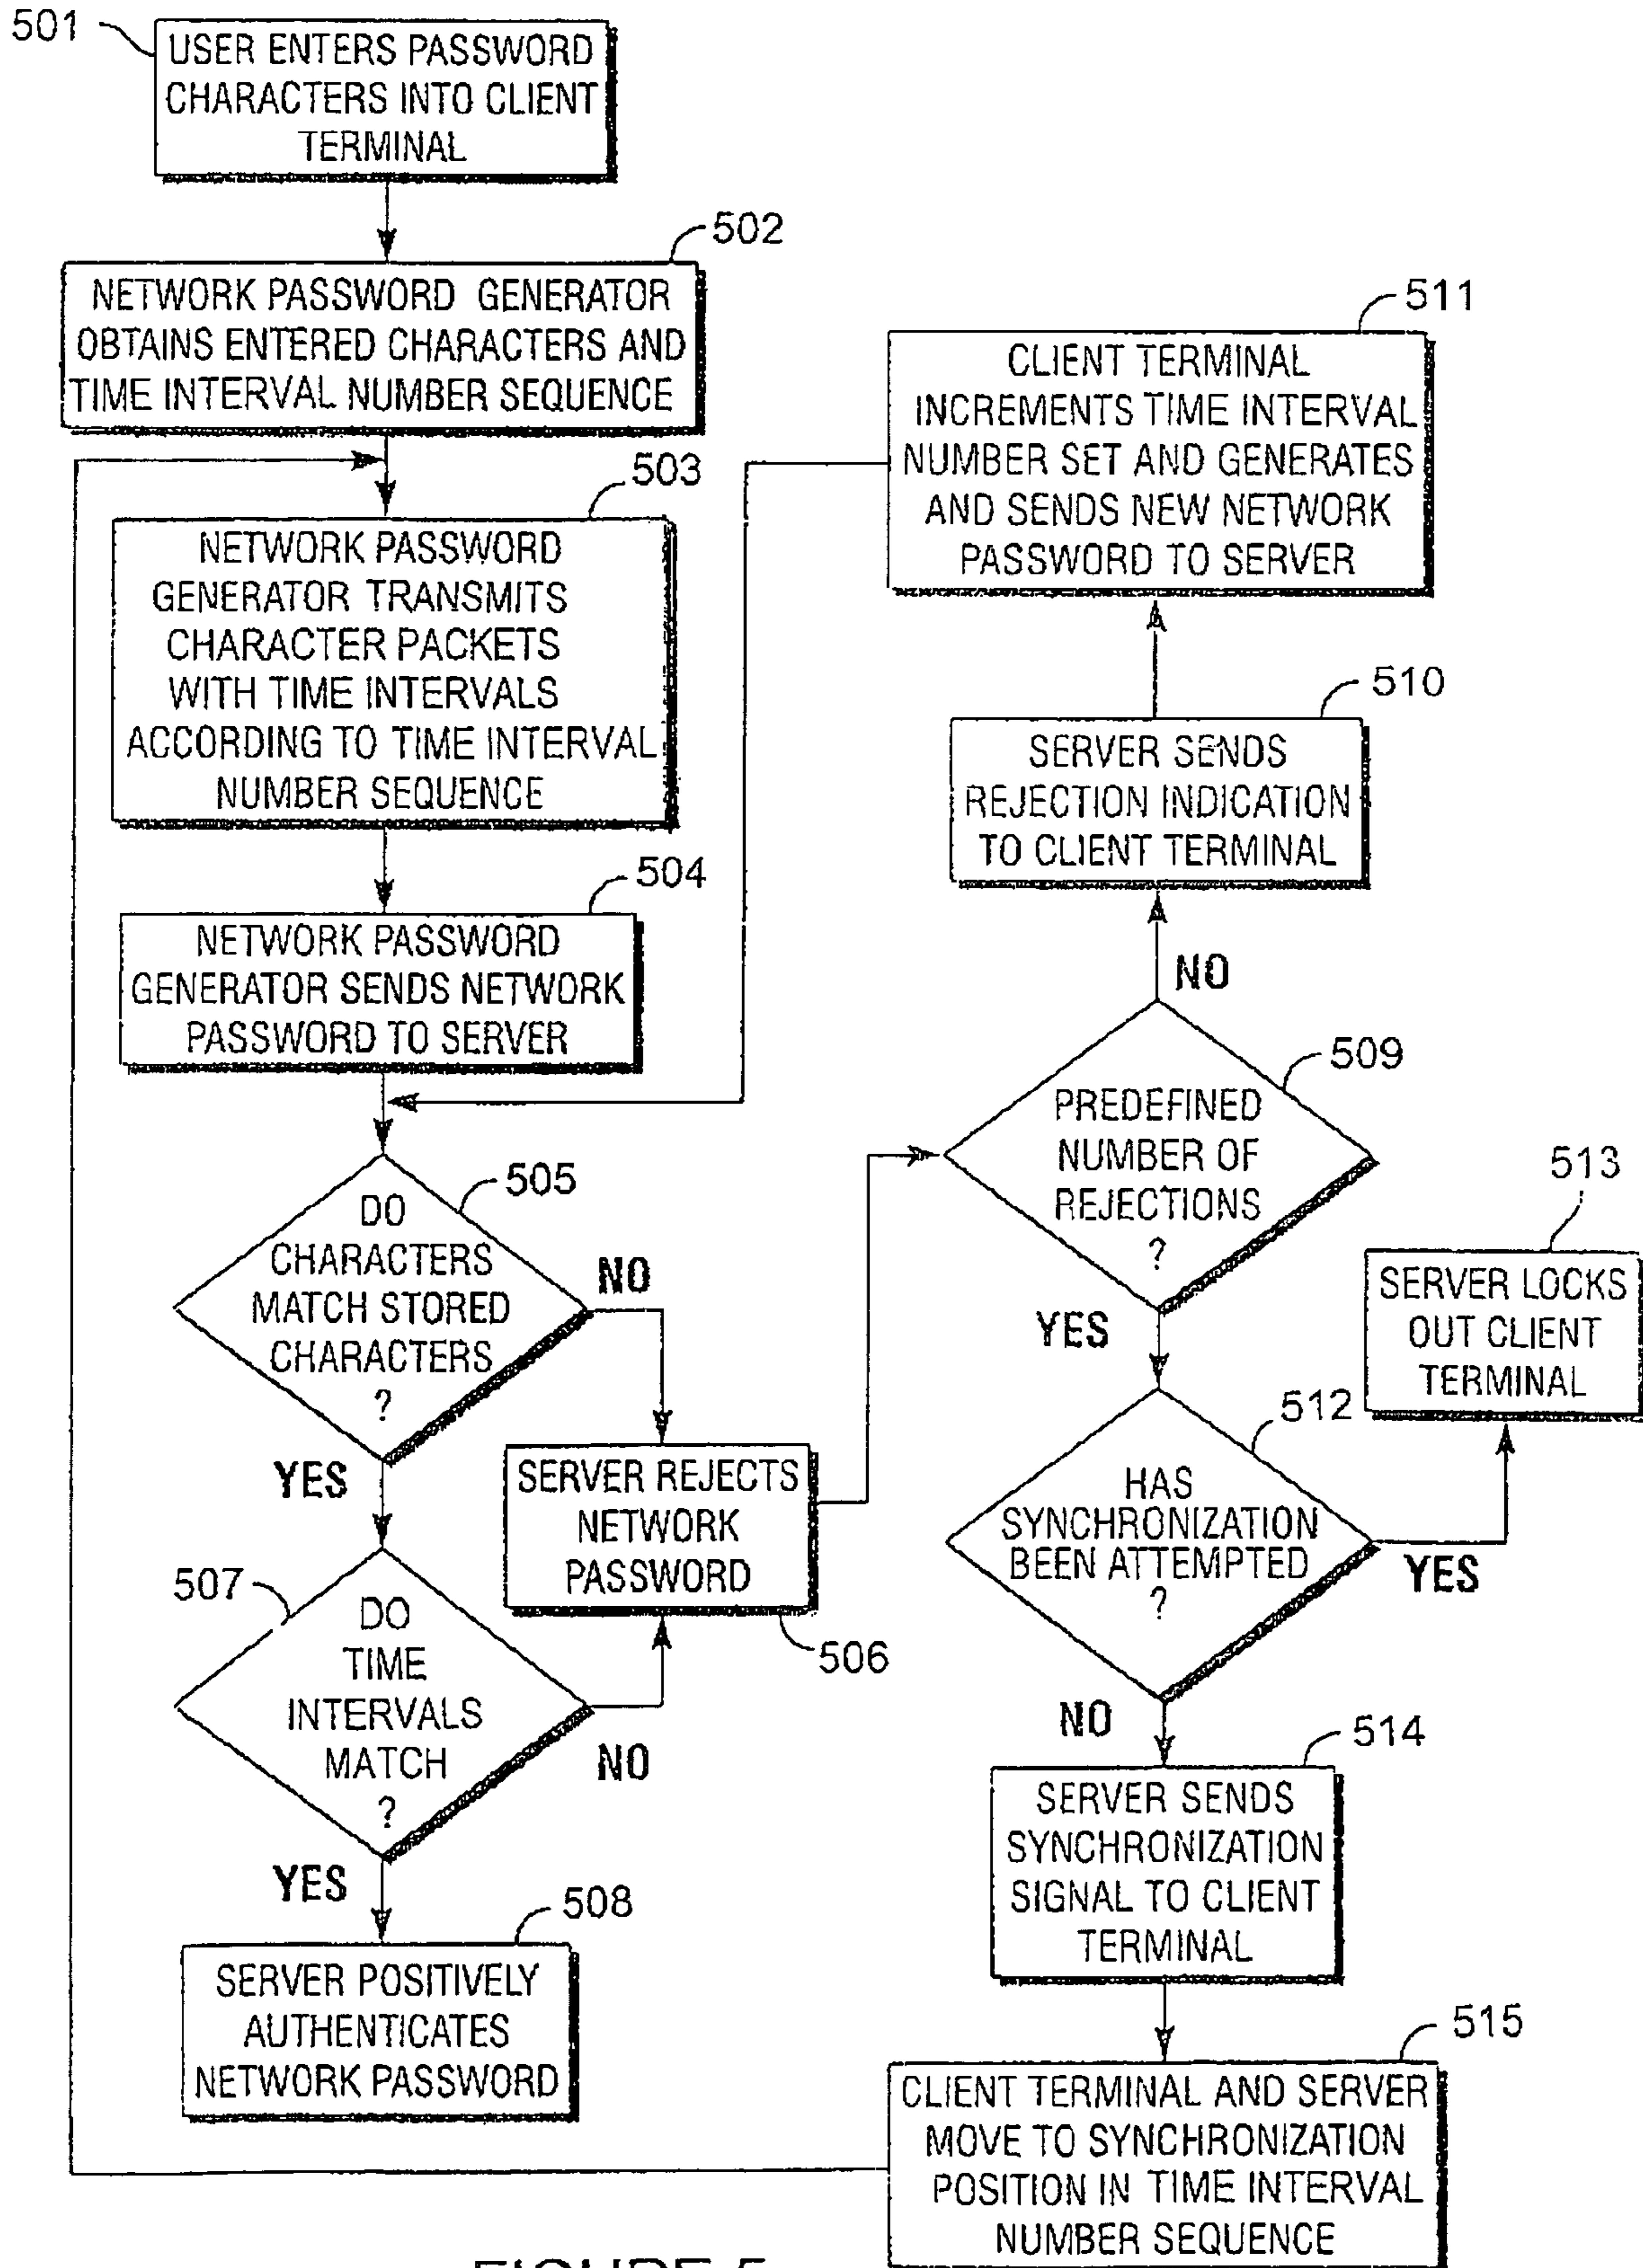 501
USER ENTERS PASSWORD
CHARACTERS INTO CLIENT
TERMINAL
502
NETWORK PASSWORD GENERATOR
OBTAINS ENTERED CHARACTERS AND
TIME INTERVAL NUMBER SEQUENCE
503
NETWORK PASSWORD
GENERATOR TRANSMITS
CHARACTER PACKETS
WITH TIME INTERVALS
ACCORDING TO TIME INTERVAL
NUMBER SEQUENCE
504
NETWORK PASSWORD
GENERATOR SENDS NETWORK
PASSWORD TO SERVER
505
DO
CHARACTERS
MATCH STORED
CHARACTERS
?
NO
YES
SERVER REJECTS
NETWORK
PASSWORD
506
507
DO
TIME
INTERVALS
MATCH
?
NO
YES
508
SERVER POSITIVELY
AUTHENTICATES
NETWORK PASSWORD
511
CLIENT TERMINAL
INCREMENTS TIME INTERVAL
NUMBER SET AND GENERATES
AND SENDS NEW NETWORK
PASSWORD TO SERVER
510
SERVER SENDS
REJECTION INDICATION
TO CLIENT TERMINAL
NO
509
PREDEFINED
NUMBER OF
REJECTIONS
?
YES
513
SERVER LOCKS
OUT CLIENT
TERMINAL
512
HAS
SYNCHRONIZATION
BEEN ATTEMPTED
?
YES
NO
514
SERVER SENDS
SYNCHRONIZATION
SIGNAL TO CLIENT
TERMINAL
515
CLIENT TERMINAL AND SERVER
MOVE TO SYNCHRONIZATION
POSITION IN TIME INTERVAL
NUMBER SEQUENCE
FIGURE 5